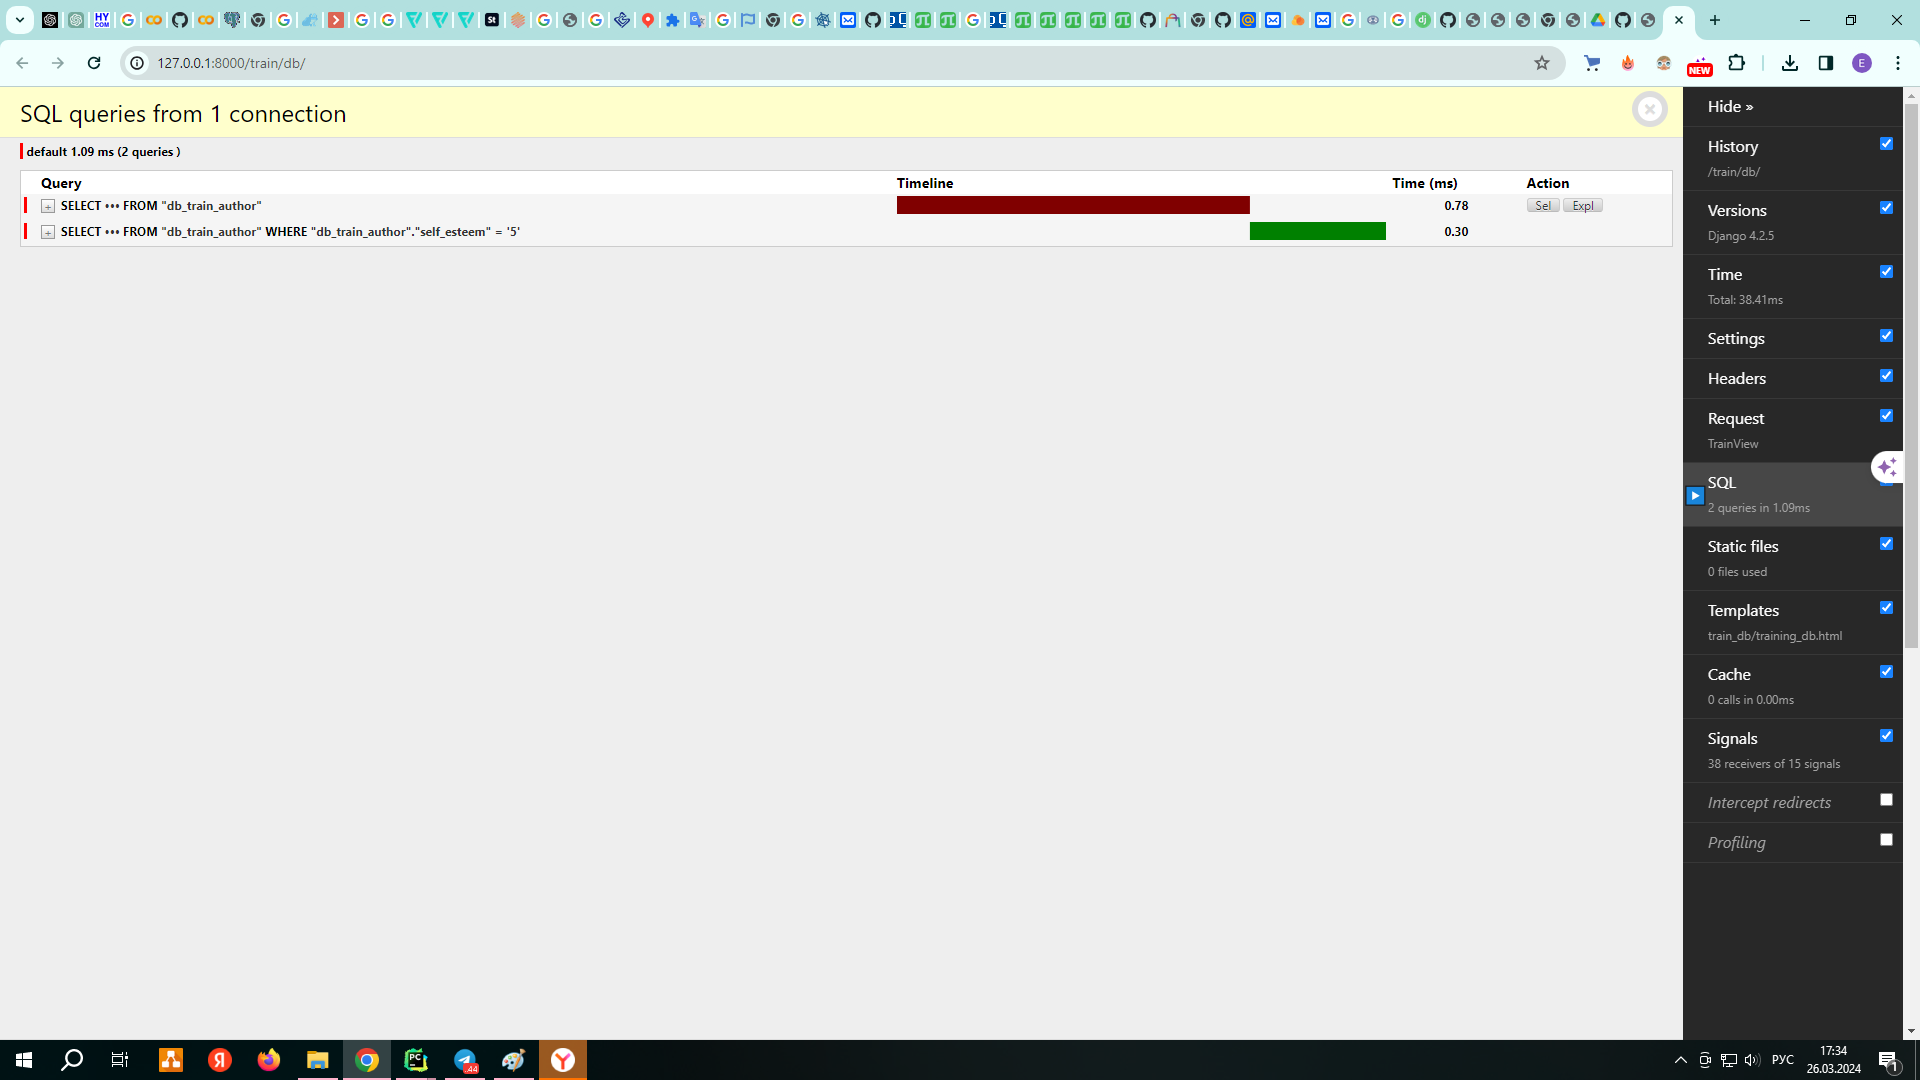 127.0.0.1:8000/train/db/
NEW
E
SQL queries from 1 connection
default 1.09 ms (2 queries )
Query Timeline Time (ms) Action
+ SELECT ••• FROM "db_train_author" 0.78 Sel Expl
+ SELECT ••• FROM "db_train_author" WHERE "db_train_author"."self_esteem" = '5' 0.30
Hide »
History
/train/db/
Versions
Django 4.2.5
Time
Total: 38.41ms
Settings
Headers
Request
TrainView
SQL
2 queries in 1.09ms
Static files
0 files used
Templates
train_db/training_db.html
Cache
0 calls in 0.00ms
Signals
38 receivers of 15 signals
Intercept redirects
Profiling
РУС
17:34
26.03.2024